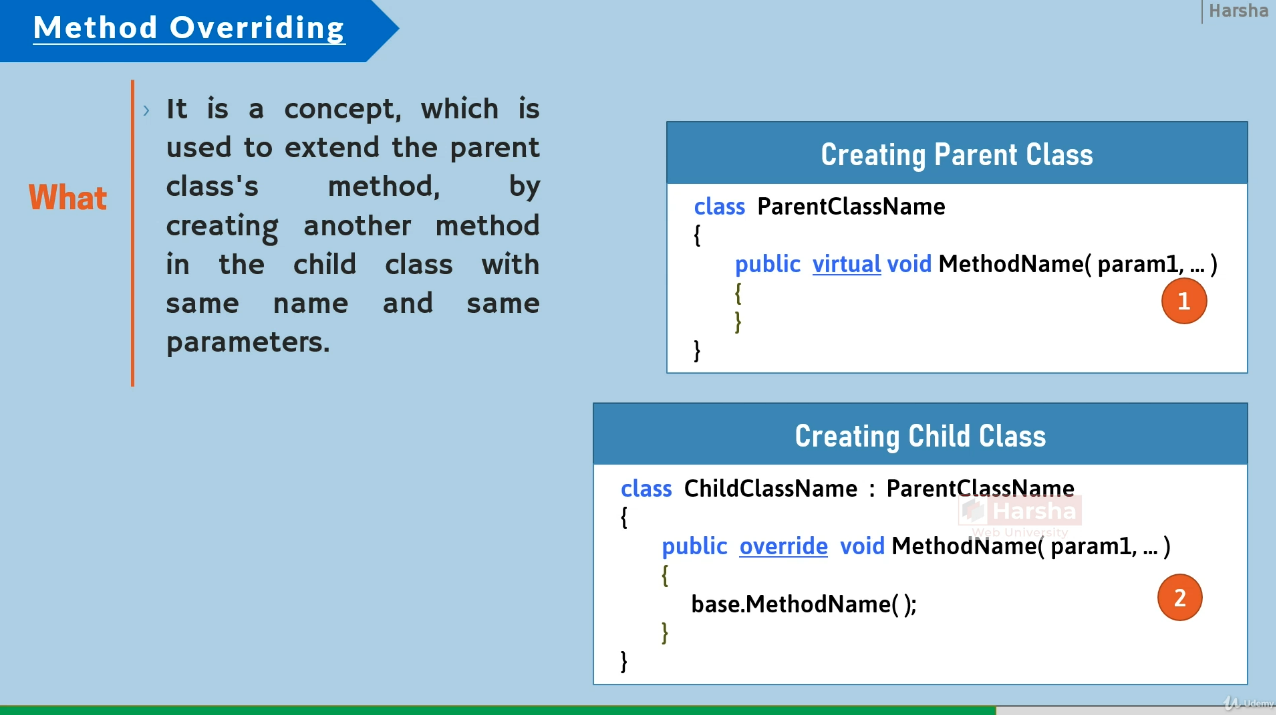 Method Overriding
Harsha
What
› It is a concept, which is
used to extend the parent
class's method, by
creating another method
in the child class with
same name and same
parameters.
Creating Parent Class
class ParentClassName
{
public virtual void MethodName( param1, ... )
{
1
}
}
Creating Child Class
class ChildClassName : ParentClassName
{
Harsha
Web University
public override void MethodName( param1, ... )
{
base.MethodName( );
2
}
}
Udemy